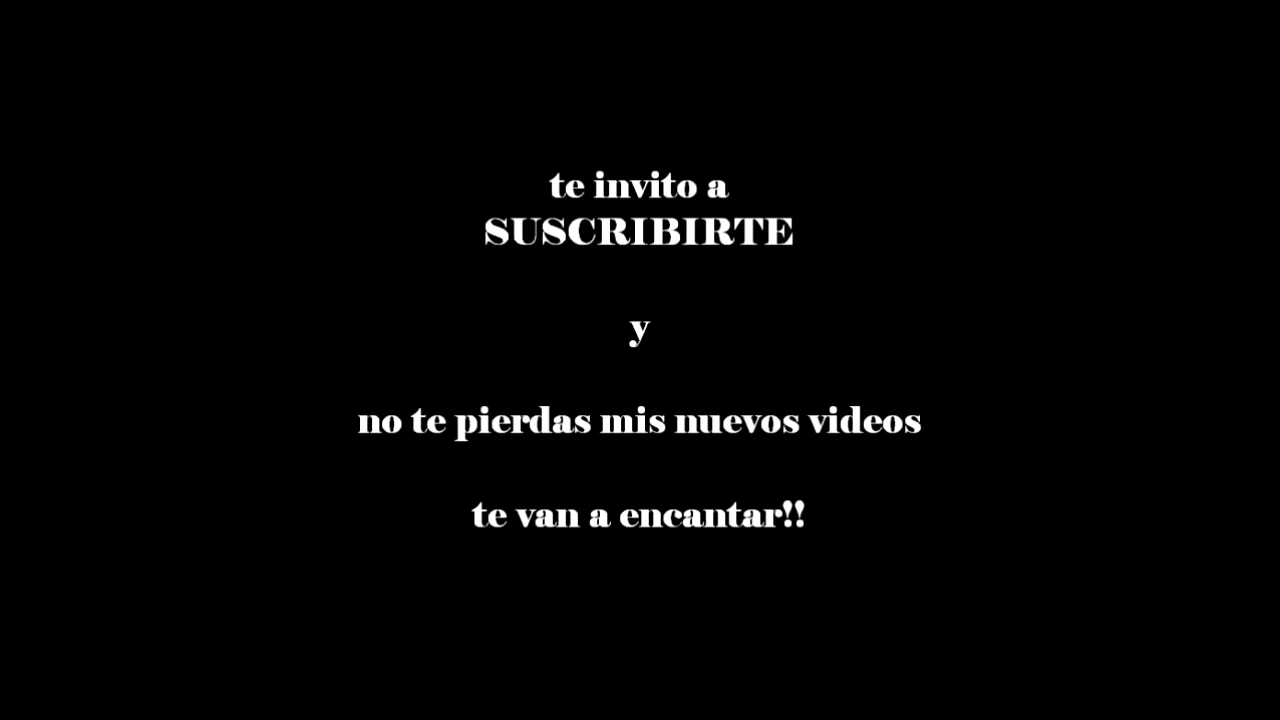 te invito a
SUSCRIBIRTE
y
no te pierdas mis nuevos videos
te van a encantar!!